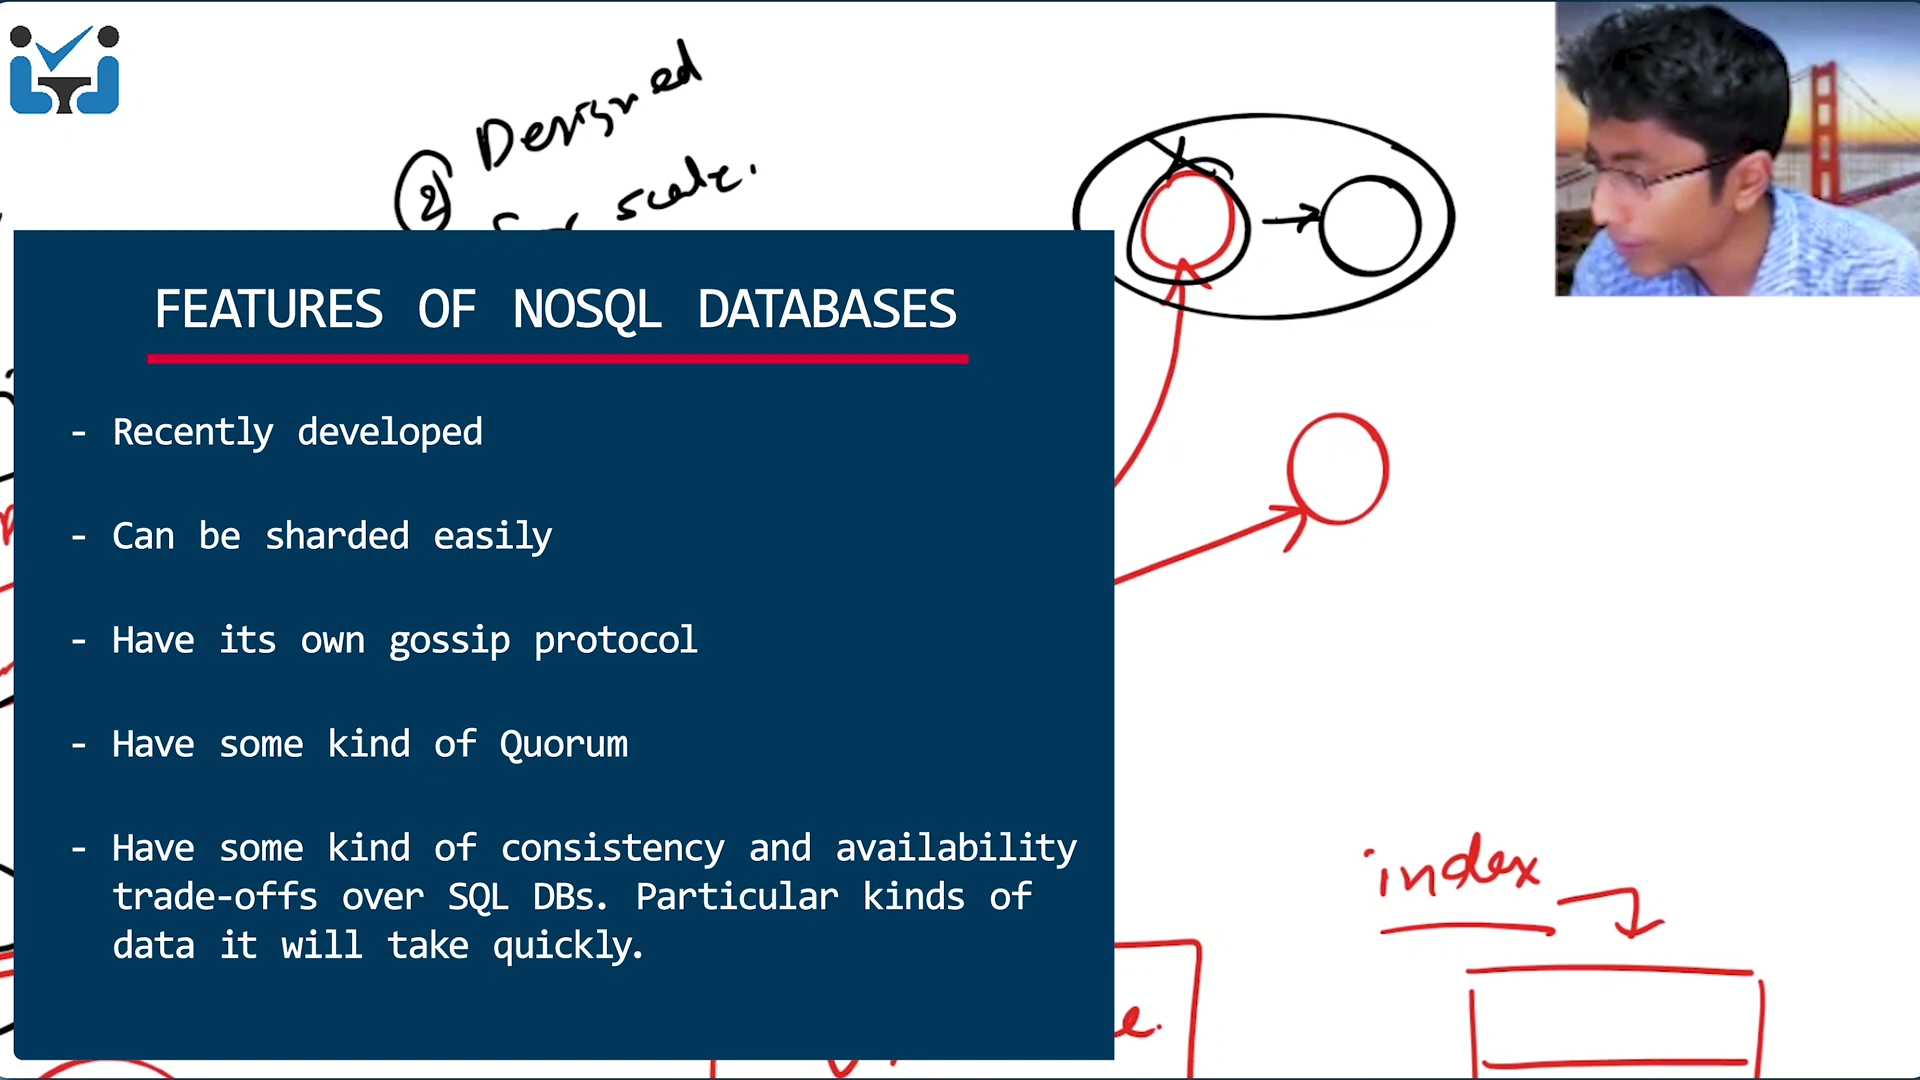 ② Designed
for scale.
FEATURES OF NOSQL DATABASES
- Recently developed
- Can be sharded easily
- Have its own gossip protocol
- Have some kind of Quorum
- Have some kind of consistency and availability
trade-offs over SQL DBs. Particular kinds of
data it will take quickly.
index